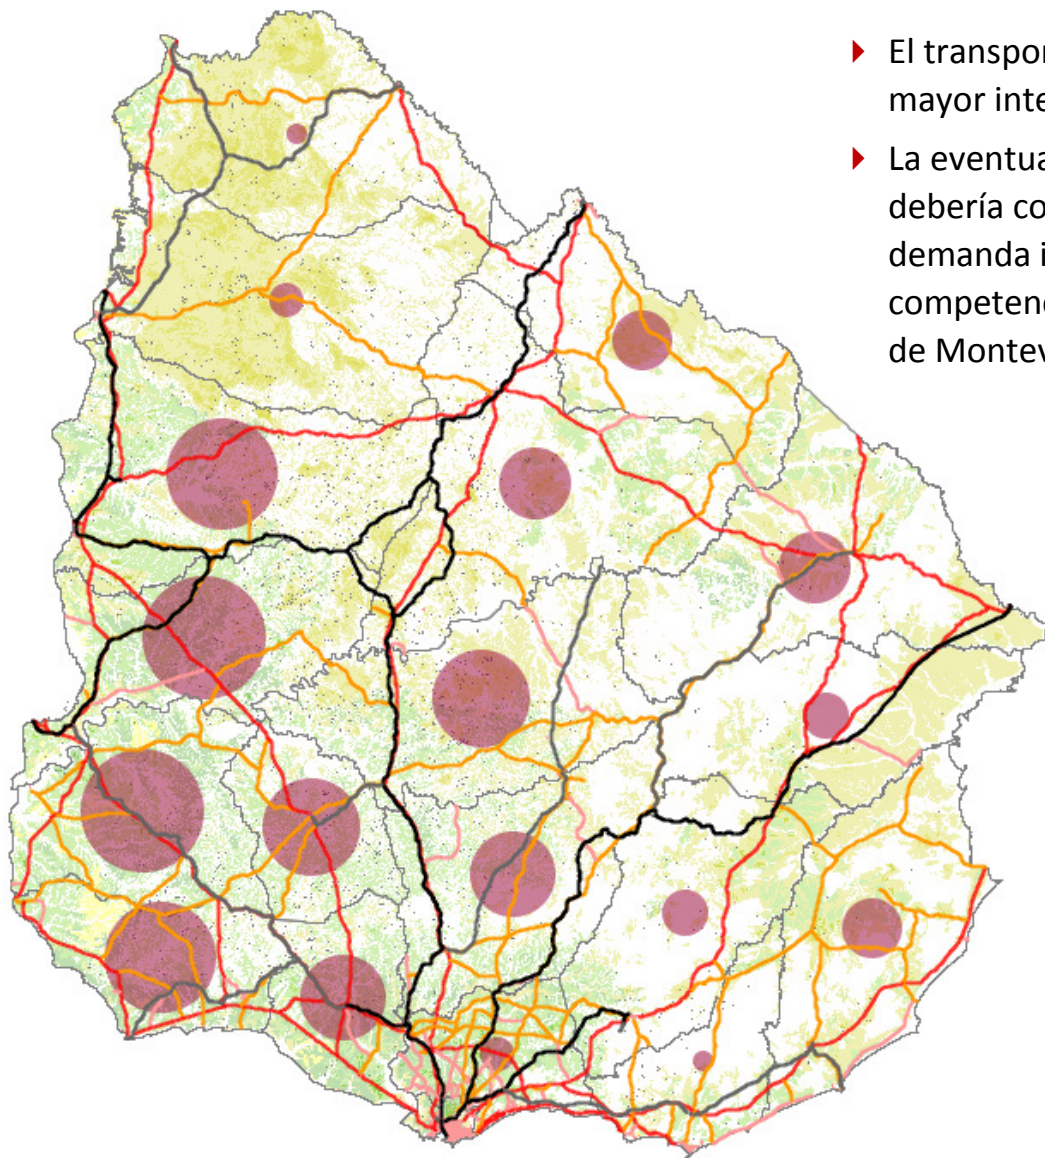 El transpor
mayor inte
La eventua
debería co
demanda i
competenc
de Montev